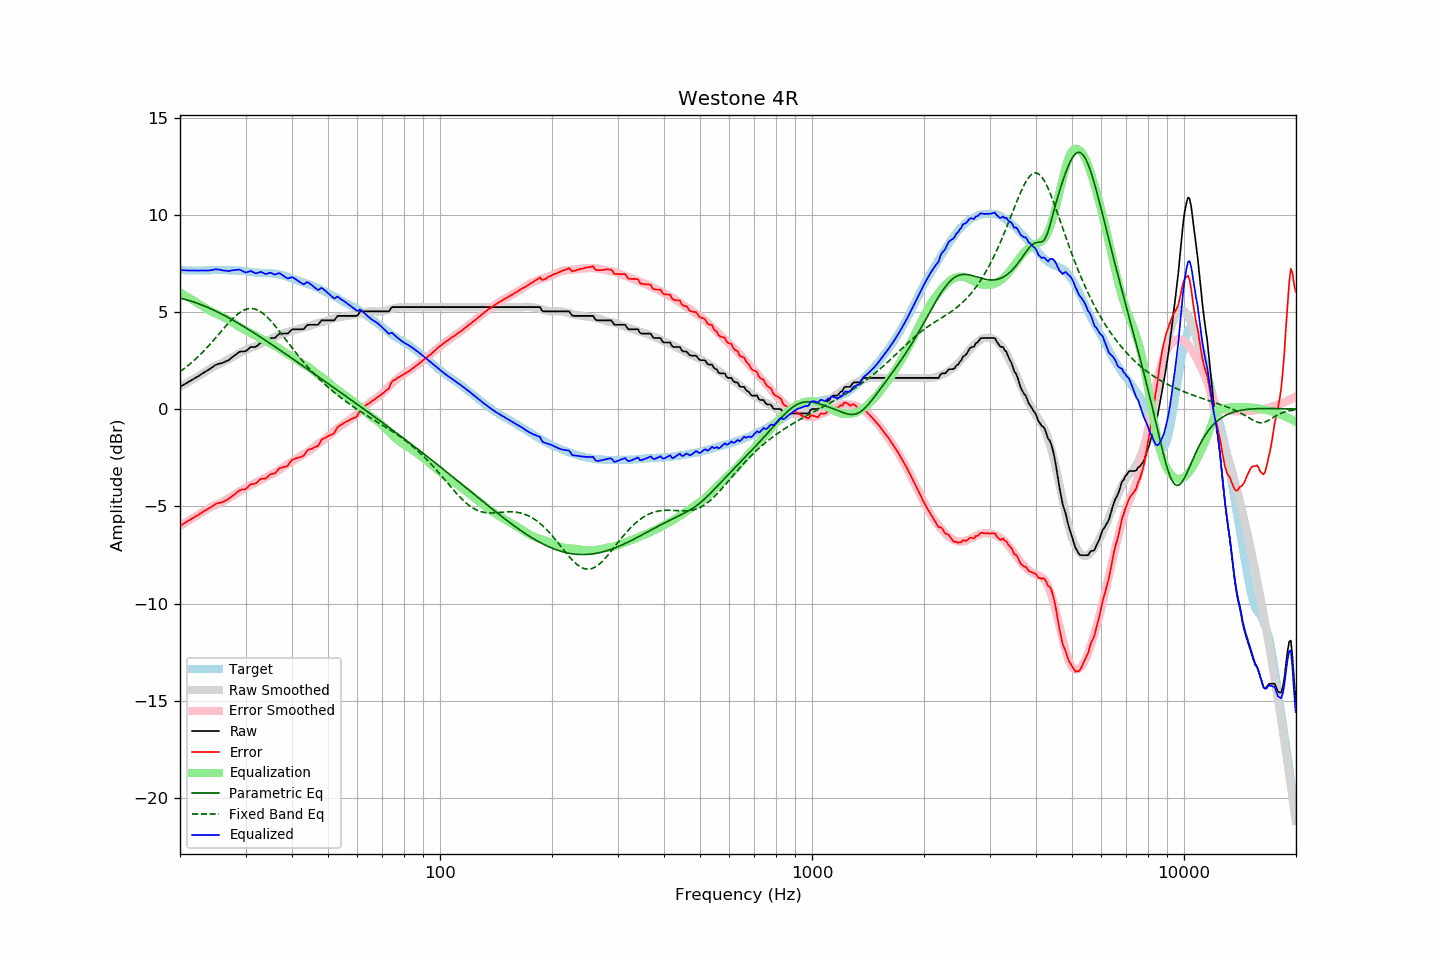 Westone 4R
15
10
5
0
−5
−10
−15
−20
Amplitude (dBr)
Target
Raw Smoothed
Error Smoothed
Raw
Error
Equalization
Parametric Eq
Fixed Band Eq
Equalized
100
1000
10000
Frequency (Hz)